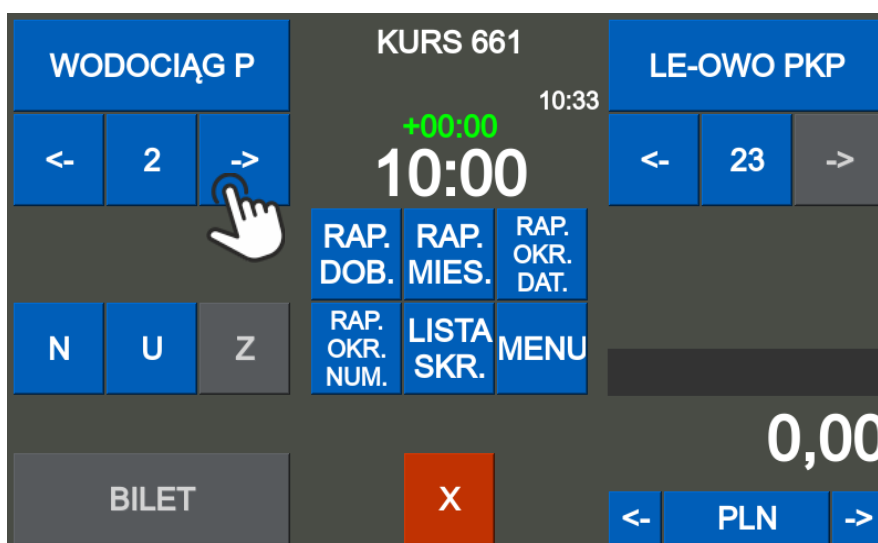 WODOCIĄG P
KURS 661
LE-OWO PKP
10:33
+00:00
10:00
<-
2
->
<-
23
->
RAP.
DOB.
RAP.
MIES.
RAP.
OKR.
DAT.
N
U
Z
RAP.
OKR.
NUM.
LISTA
SKR.
MENU
0,00
BILET
X
<-
PLN
->